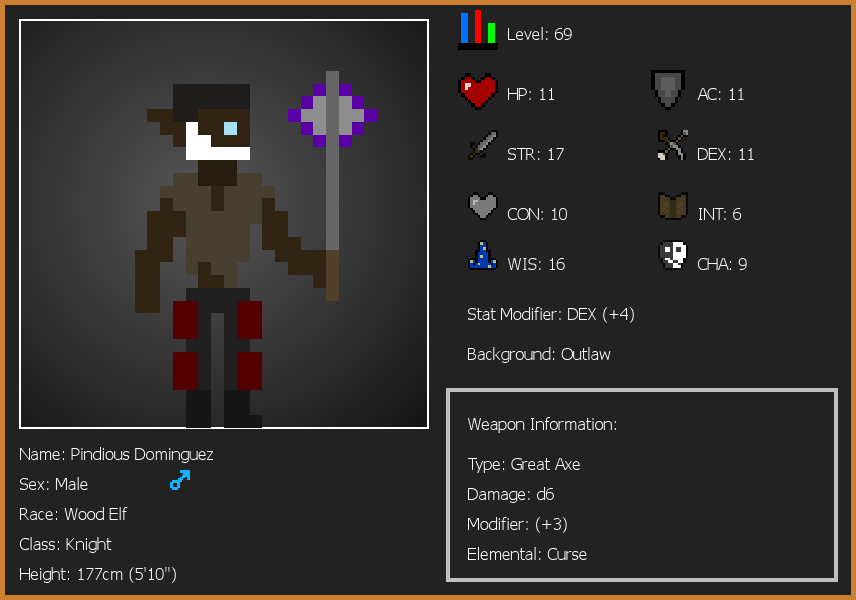 Level: 69
HP: 11
AC: 11
STR: 17
DEX: 11
CON: 10
INT: 6
WIS: 16
CHA: 9
Stat Modifier: DEX (+4)
Background: Outlaw
Weapon Information:
Type: Great Axe
Damage: d6
Modifier: (+3)
Elemental: Curse
Name: Pindious Dominguez
Sex: Male
Race: Wood Elf
Class: Knight
Height: 177cm (5'10")